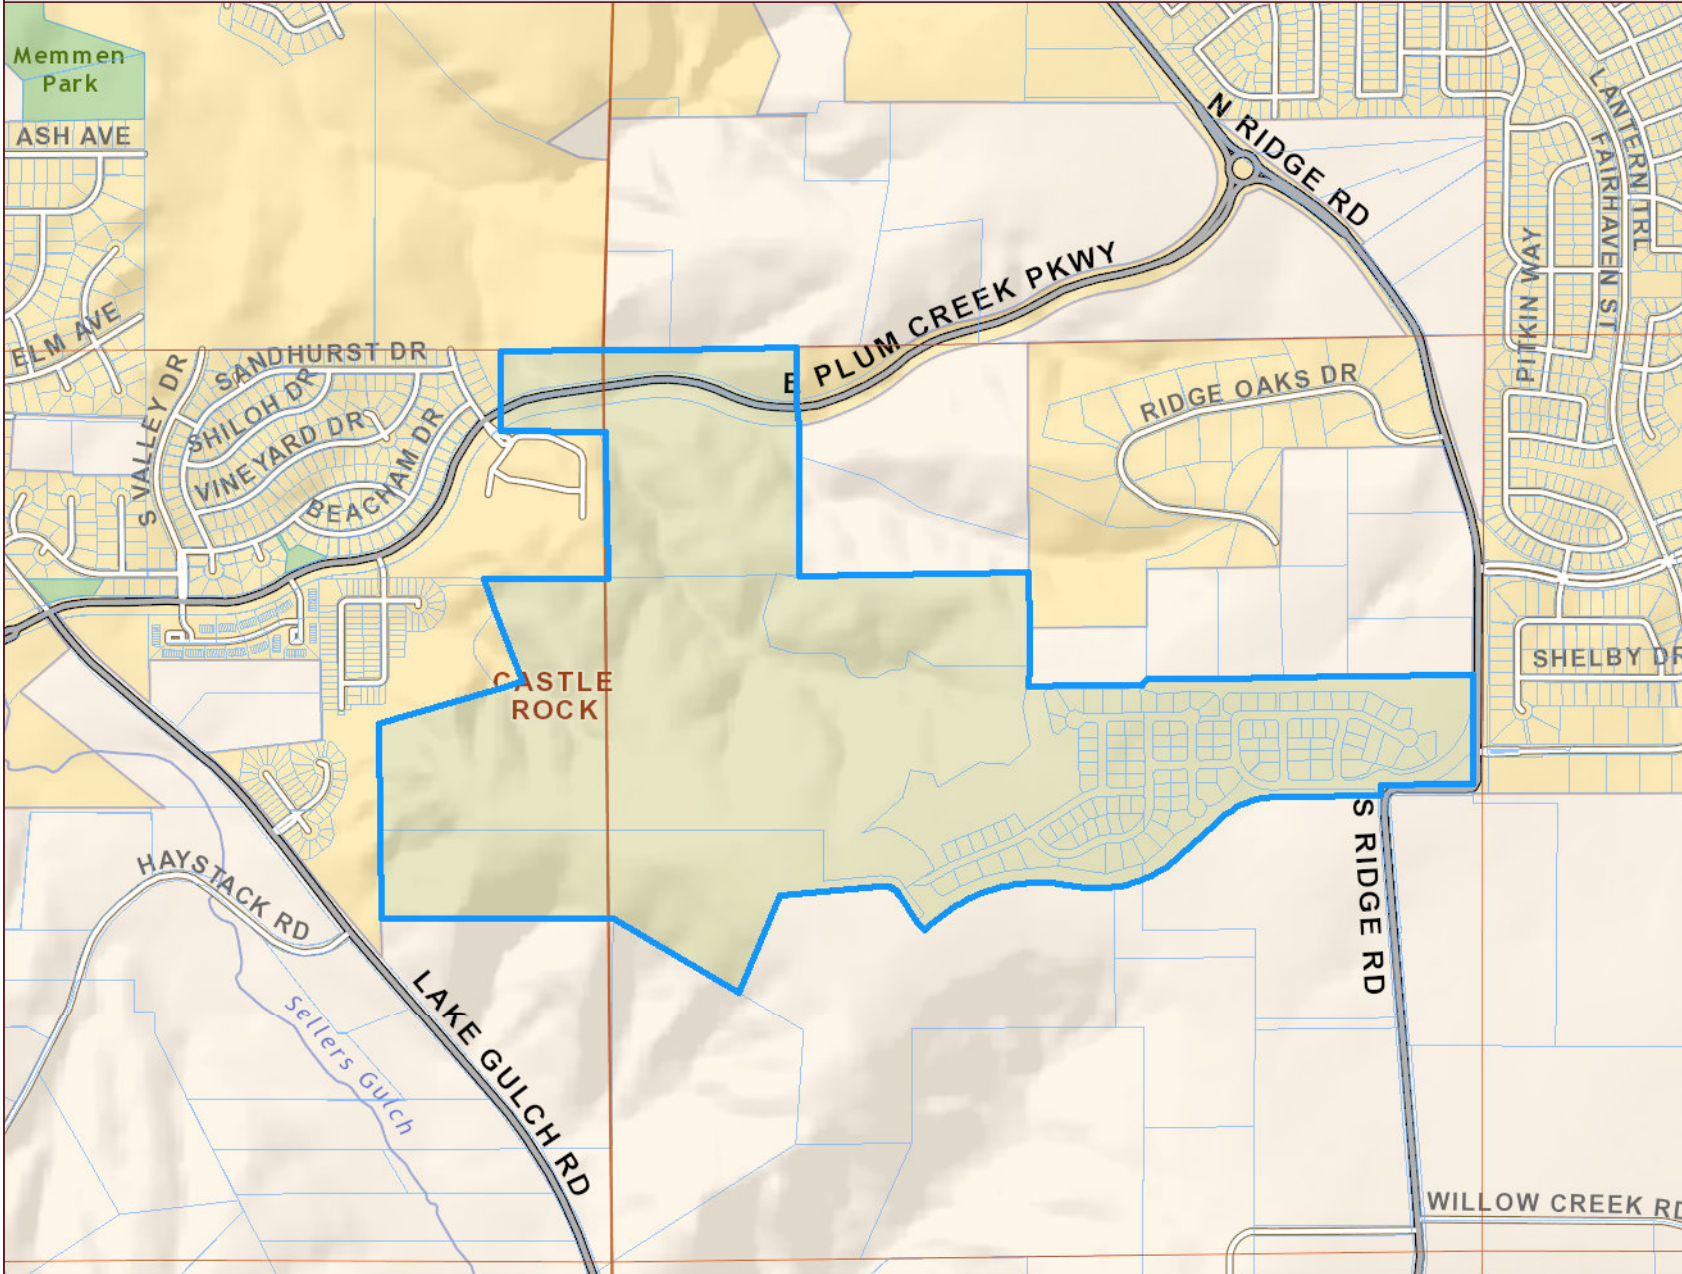 Memmen
Park
ASH AVE
N RIDGE RD
LANTERN TRL
FAIRHAVEN ST
PITKIN WAY
ELM AVE
S VALLEY DR
SANDHURST DR
SHILOH DR
VINEYARD DR
BEACHAM DR
E PLUM CREEK PKWY
RIDGE OAKS DR
SHELBY DR
CASTLE
ROCK
HAYSTACK RD
S RIDGE RD
LAKE GULCH RD
Sellers Gulch
WILLOW CREEK RD